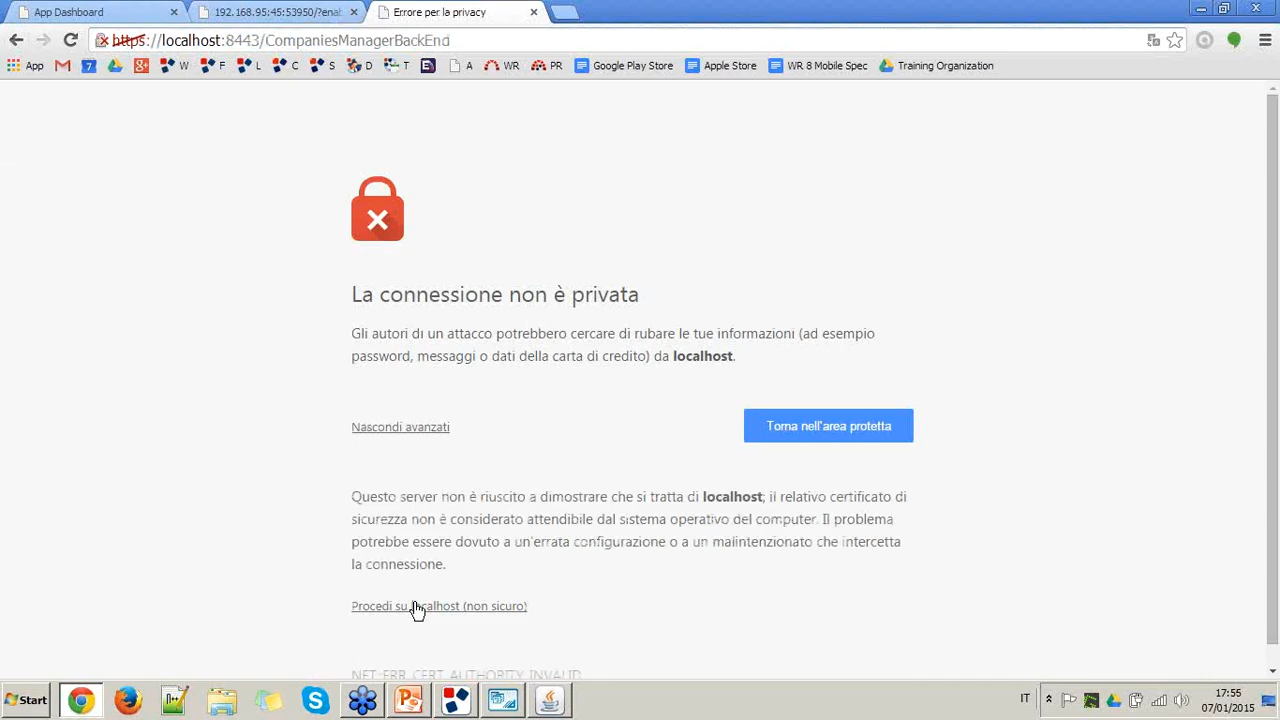 App Dashboard
192.168.95:45:53950/?enal
Errore per la privacy
https://localhost:8443/CompaniesManagerBackEnd
App
7
W
F
L
C
S
D
T
A
WR
PR
Google Play Store
Apple Store
WR 8 Mobile Spec
Training Organization
La connessione non è privata
Gli autori di un attacco potrebbero cercare di rubare le tue informazioni (ad esempio
password, messaggi o dati della carta di credito) da localhost.
Nascondi avanzati
Torna nell'area protetta
Questo server non è riuscito a dimostrare che si tratta di localhost; il relativo certificato di
sicurezza non è considerato attendibile dal sistema operativo del computer. Il problema
potrebbe essere dovuto a un'errata configurazione o a un malintenzionato che intercetta
la connessione.
Procedi su localhost (non sicuro)
NET::ERR_CERT_AUTHORITY_INVALID
Start
IT
17:55
07/01/2015